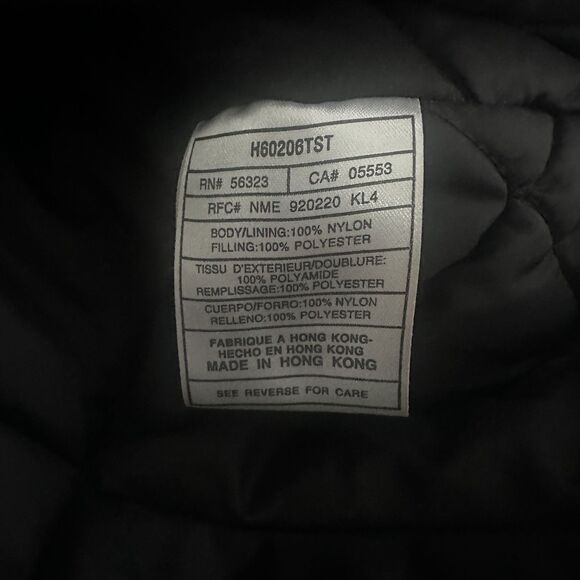 H60206TST
RN# 56323 CA# 05553
RFC# NME 920220 KL4
BODY/LINING:100% NYLON
FILLING:100% POLYESTER
TISSU D'EXTERIEUR/DOUBLURE:
100% POLYAMIDE
REMPLISSAGE:100% POLYESTER
CUERPO/FORRO:100% NYLON
RELLENO:100% POLYESTER
FABRIQUE A HONG KONG-
HECHO EN HONG KONG
MADE IN HONG KONG
SEE REVERSE FOR CARE